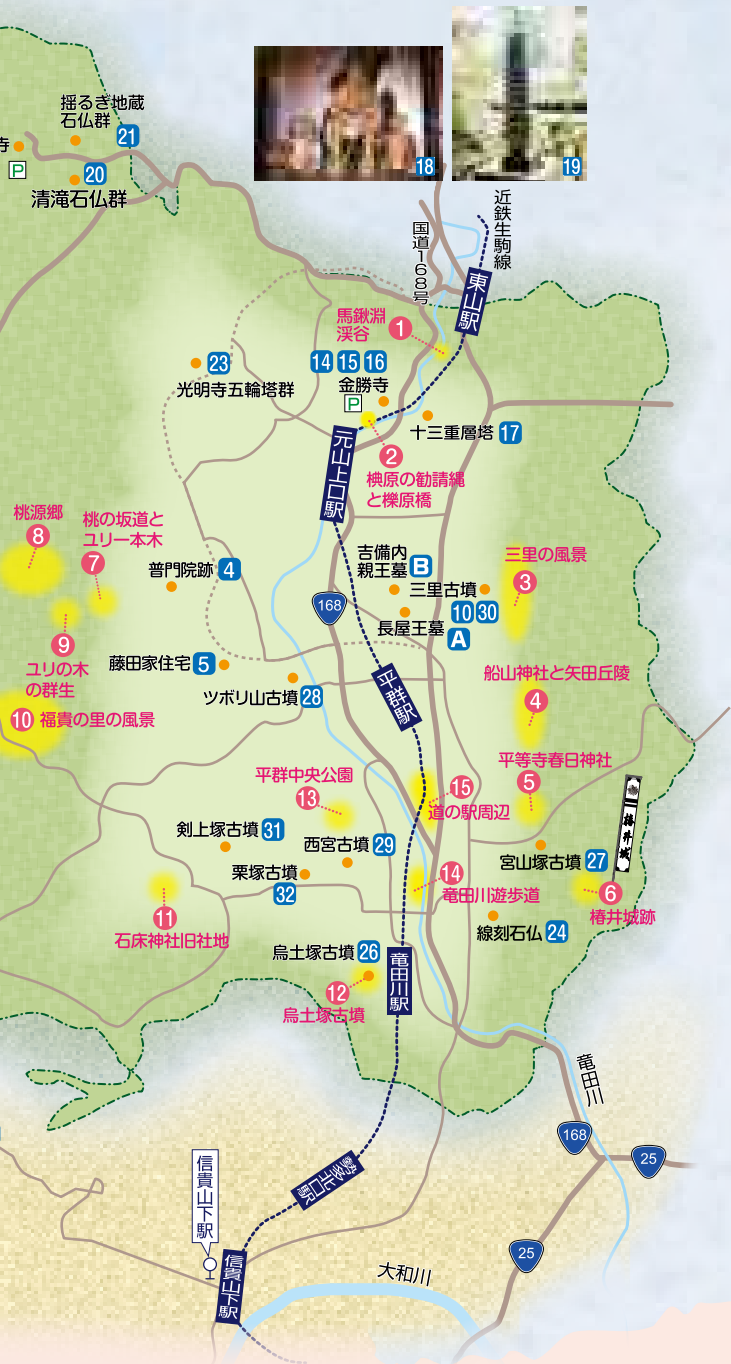 18
19
揺るぎ地蔵
石仏群
21
寺
P
20
清滝石仏群
近鉄生駒線
国道168号
東山駅
馬鍬淵
渓谷
1
23
光明寺五輪塔群
14 15 16
金勝寺
P
十三重層塔 17
2
椣原の勧請縄
と櫟原橋
元山上口駅
桃源郷
8
桃の坂道と
ユリ一本木
7
普門院跡 4
吉備内
親王墓 B
三里古墳
10 30
長屋王墓
A
三里の風景
3
168
9
ユリの木
の群生
藤田家住宅 5
ツボリ山古墳 28
平群駅
船山神社と矢田丘陵
4
10 福貴の里の風景
平群中央公園
13
15
道の駅周辺
平等寺春日神社
5
椿井城
剣上塚古墳 31
西宮古墳 29
栗塚古墳
32
宮山塚古墳 27
14
竜田川遊歩道
6
椿井城跡
11
石床神社旧社地
線刻石仏 24
烏土塚古墳 26
12
烏土塚古墳
竜田川駅
竜田川
168
25
信貴山下駅
勢野北口駅
25
信貴山下駅
大和川